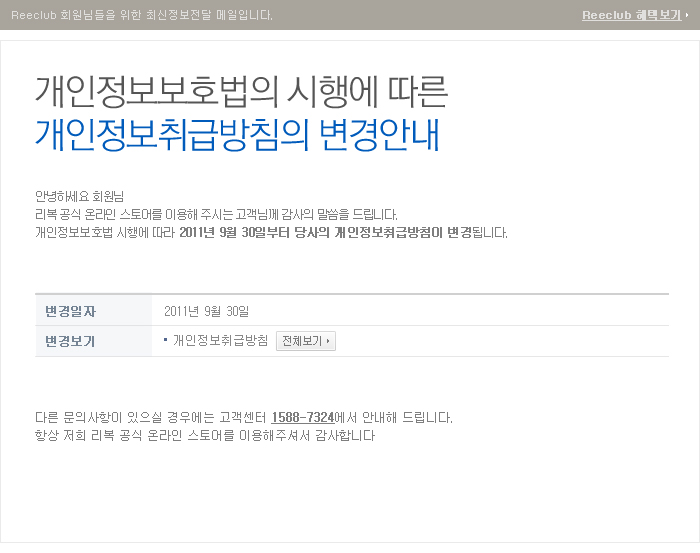 Reeclub 회원님들을 위한 최신정보전달 메일입니다.
Reeclub 혜택보기
개인정보보호법의 시행에 따른
개인정보취급방침의 변경안내
안녕하세요 회원님
리복 공식 온라인 스토어를 이용해 주시는 고객님께 감사의 말씀을 드립니다.
개인정보보호법 시행에 따라 2011년 9월 30일부터 당사의 개인정보취급방침이 변경됩니다.
변경일자 2011년 9월 30일
변경보기 개인정보취급방침 전체보기
다른 문의사항이 있으실 경우에는 고객센터 1588-7324에서 안내해 드립니다.
항상 저희 리복 공식 온라인 스토어를 이용해주셔서 감사합니다